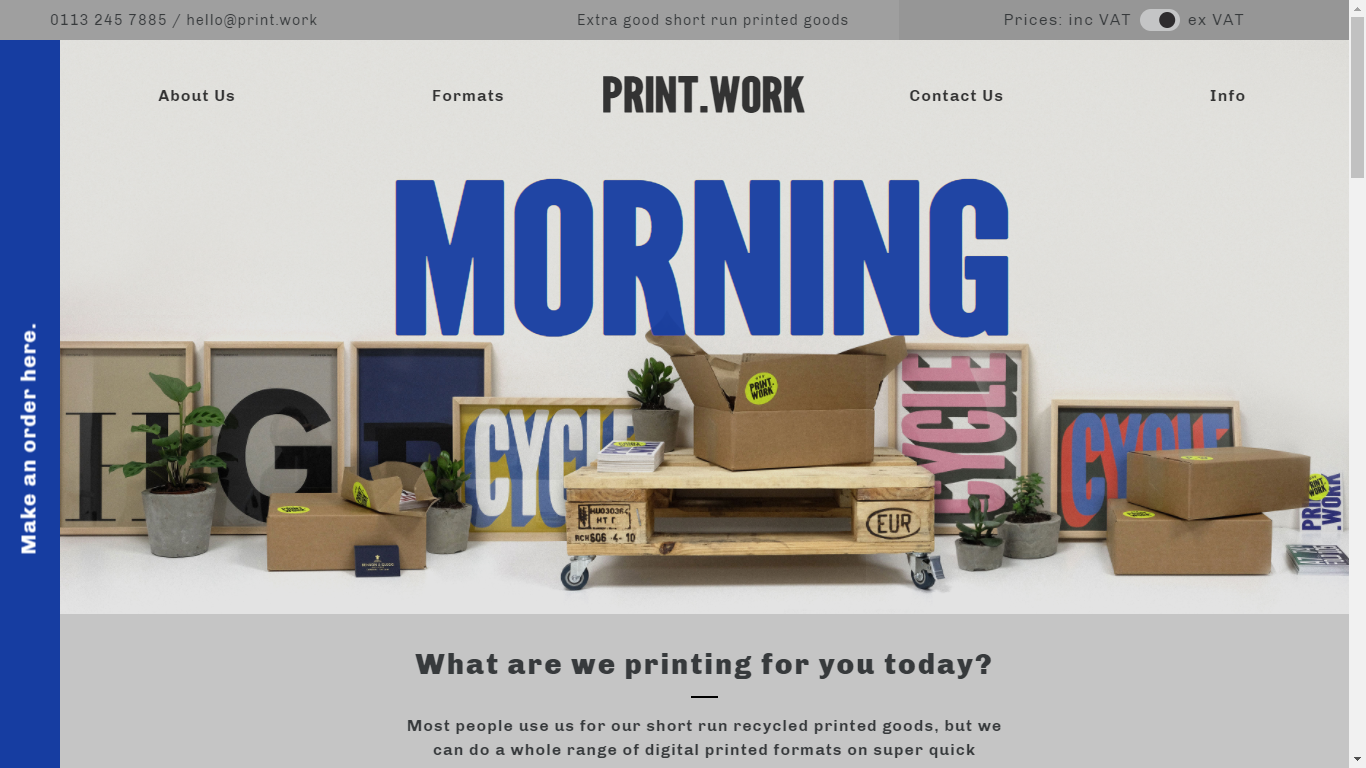 0113 245 7885 / hello@print.work
Extra good short run printed goods
Prices: inc VAT ex VAT
About Us
Formats
PRINT.WORK
Contact Us
Info
MORNING
Make an order here.
G
CYCLE
PRINT.
WORK
CYCLE
CYCLE
EUR
What are we printing for you today?
Most people use us for our short run recycled printed goods, but we
can do a whole range of digital printed formats on super quick